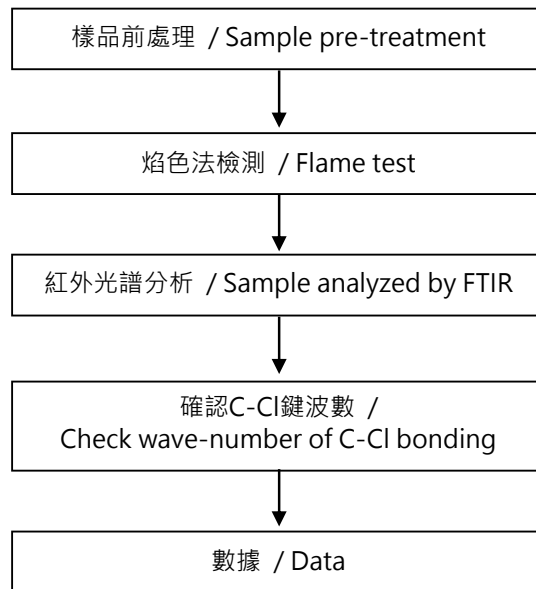 樣品前處理 / Sample pre-treatment
焰色法檢測 / Flame test
紅外光譜分析 / Sample analyzed by FTIR
確認C-Cl鍵波數 /
Check wave-number of C-Cl bonding
數據 / Data